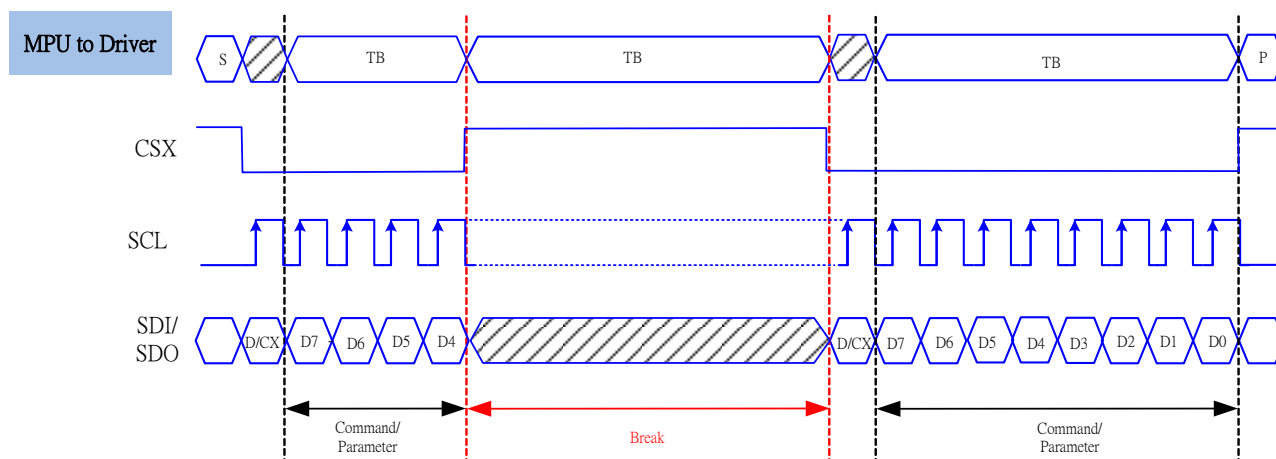 MPU to Driver
S
TB
TB
TB
P
CSX
SCL
SDI/
SDO
D/CX
D7
D6
D5
D4
D/CX
D7
D6
D5
D4
D3
D2
D1
D0
Command/
Parameter
Break
Command/
Parameter